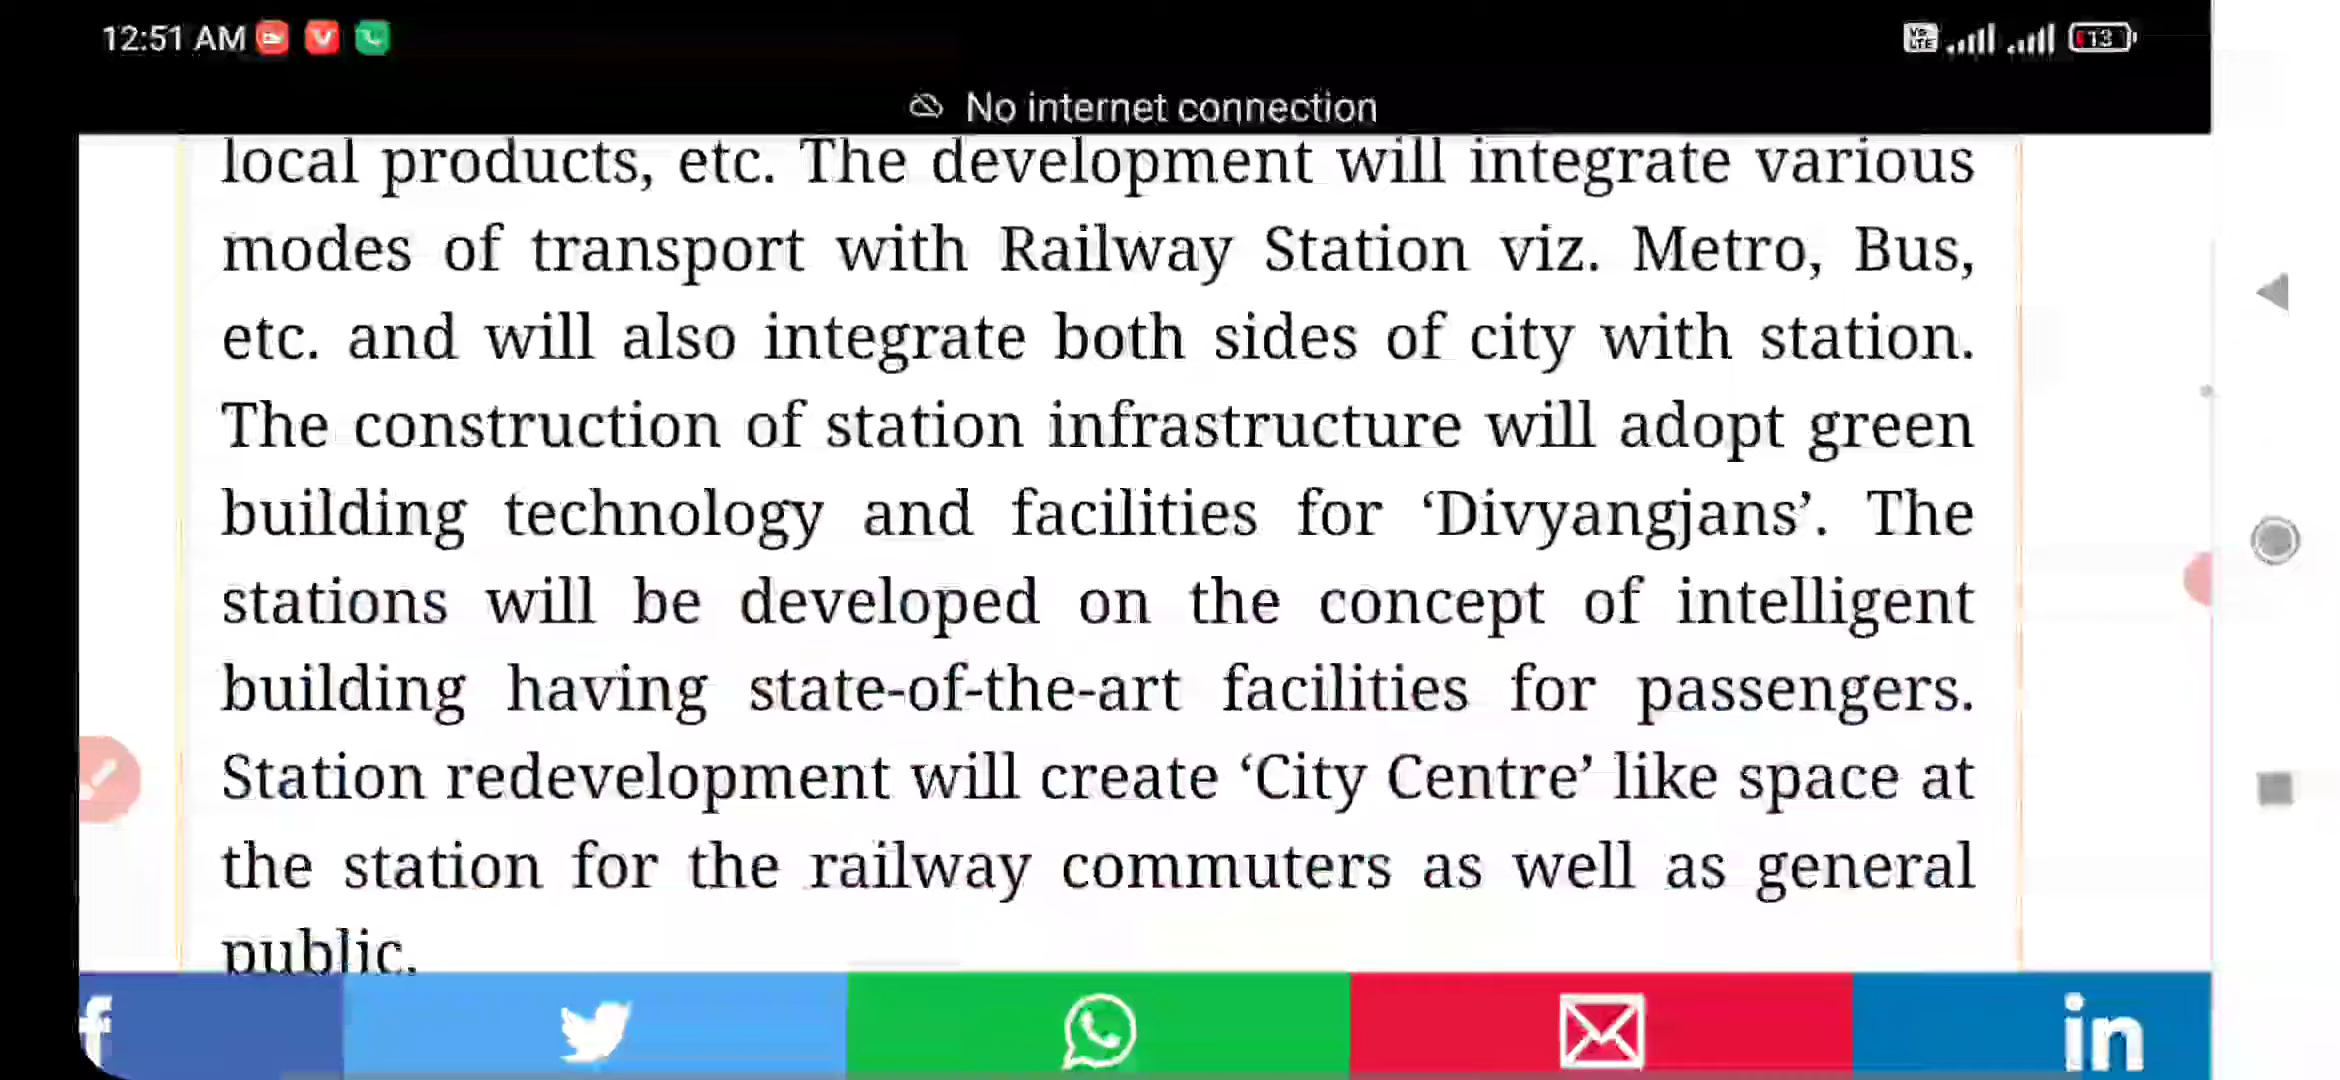 12:51 AM
VoLTE 13
No internet connection
local products, etc. The development will integrate various
modes of transport with Railway Station viz. Metro, Bus,
etc. and will also integrate both sides of city with station.
The construction of station infrastructure will adopt green
building technology and facilities for ‘Divyangjans’. The
stations will be developed on the concept of intelligent
building having state-of-the-art facilities for passengers.
Station redevelopment will create ‘City Centre’ like space at
the station for the railway commuters as well as general
public.
f
in